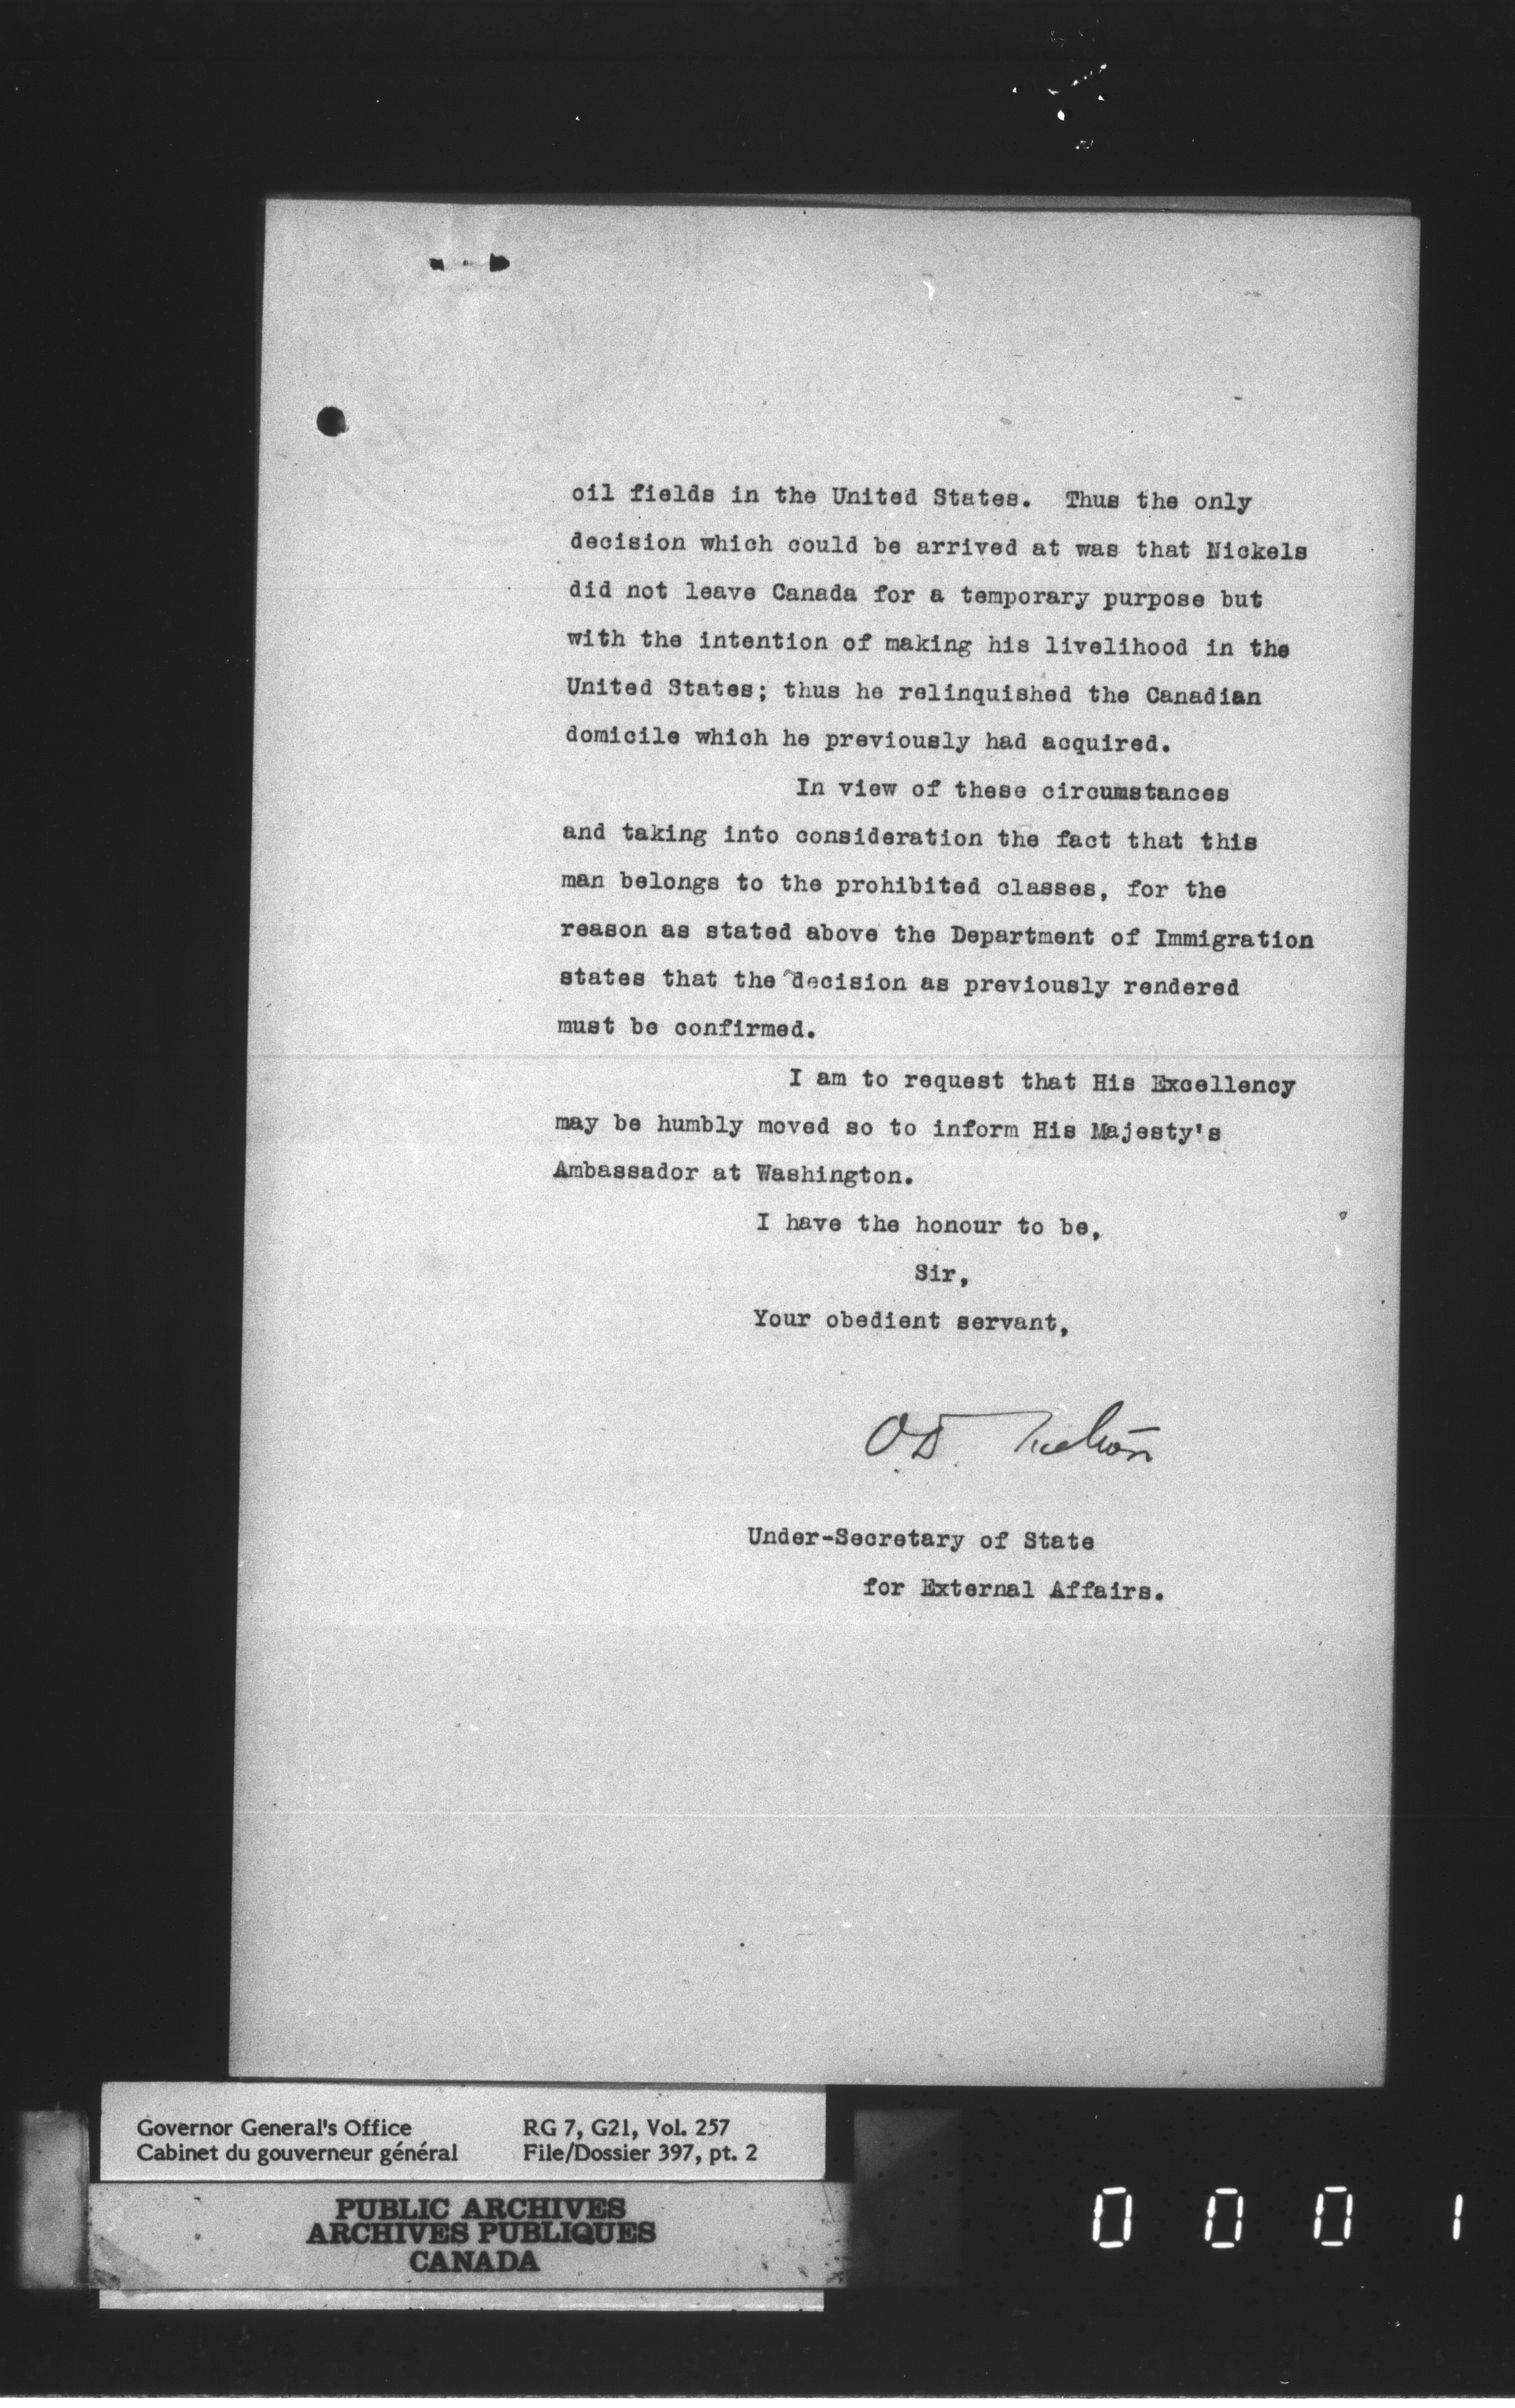 oil fields in the United States. Thus the only
decision which could be arrived at was that Nickels
did not leave Canada for a temporary purpose but
with the intention of making his livelihood in the
United States; thus he relinquished the Canadian
domicile which he previously had acquired.
In view of these circumstances
and taking into consideration the fact that this
man belongs to the prohibited classes, for the
reason as stated above the Department of Immigration
states that the decision as previously rendered
must be confirmed.
I am to request that His Excellency
may be humbly moved so to inform His Majesty's
Ambassador at Washington.
I have the honour to be,
Sir,
Your obedient servant,
O.D.
Under-Secretary of State
for External Affairs.
Governor General's Office
Cabinet du gouverneur général
RG 7, G21, Vol. 257
File/Dossier 397, pt. 2
PUBLIC ARCHIVES
ARCHIVES PUBLIQUES
CANADA
0001